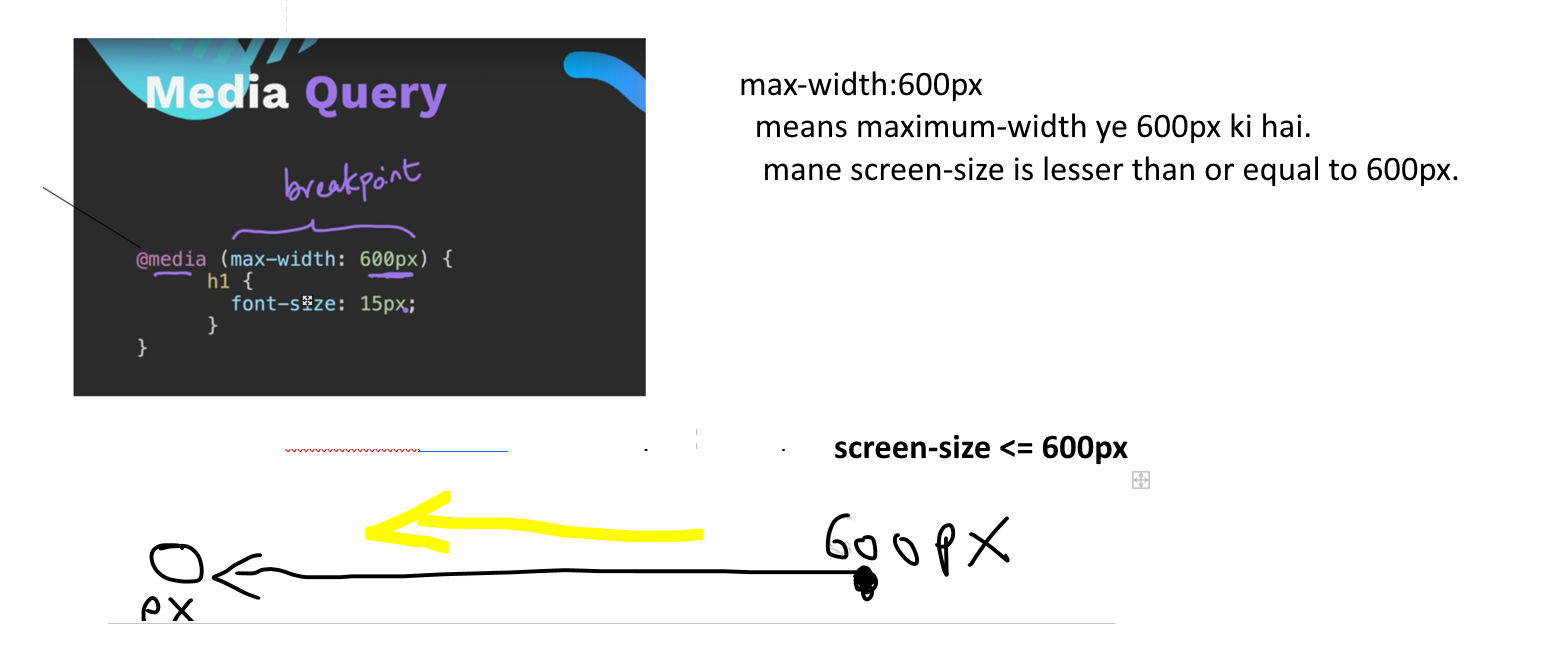 Media Query
breakpoint
@media (max-width: 600px) {
h1 {
font-size: 15px;
}
}
max-width:600px
means maximum-width ye 600px ki hai.
mane screen-size is lesser than or equal to 600px.
screen-size <= 600px
600px
0
px